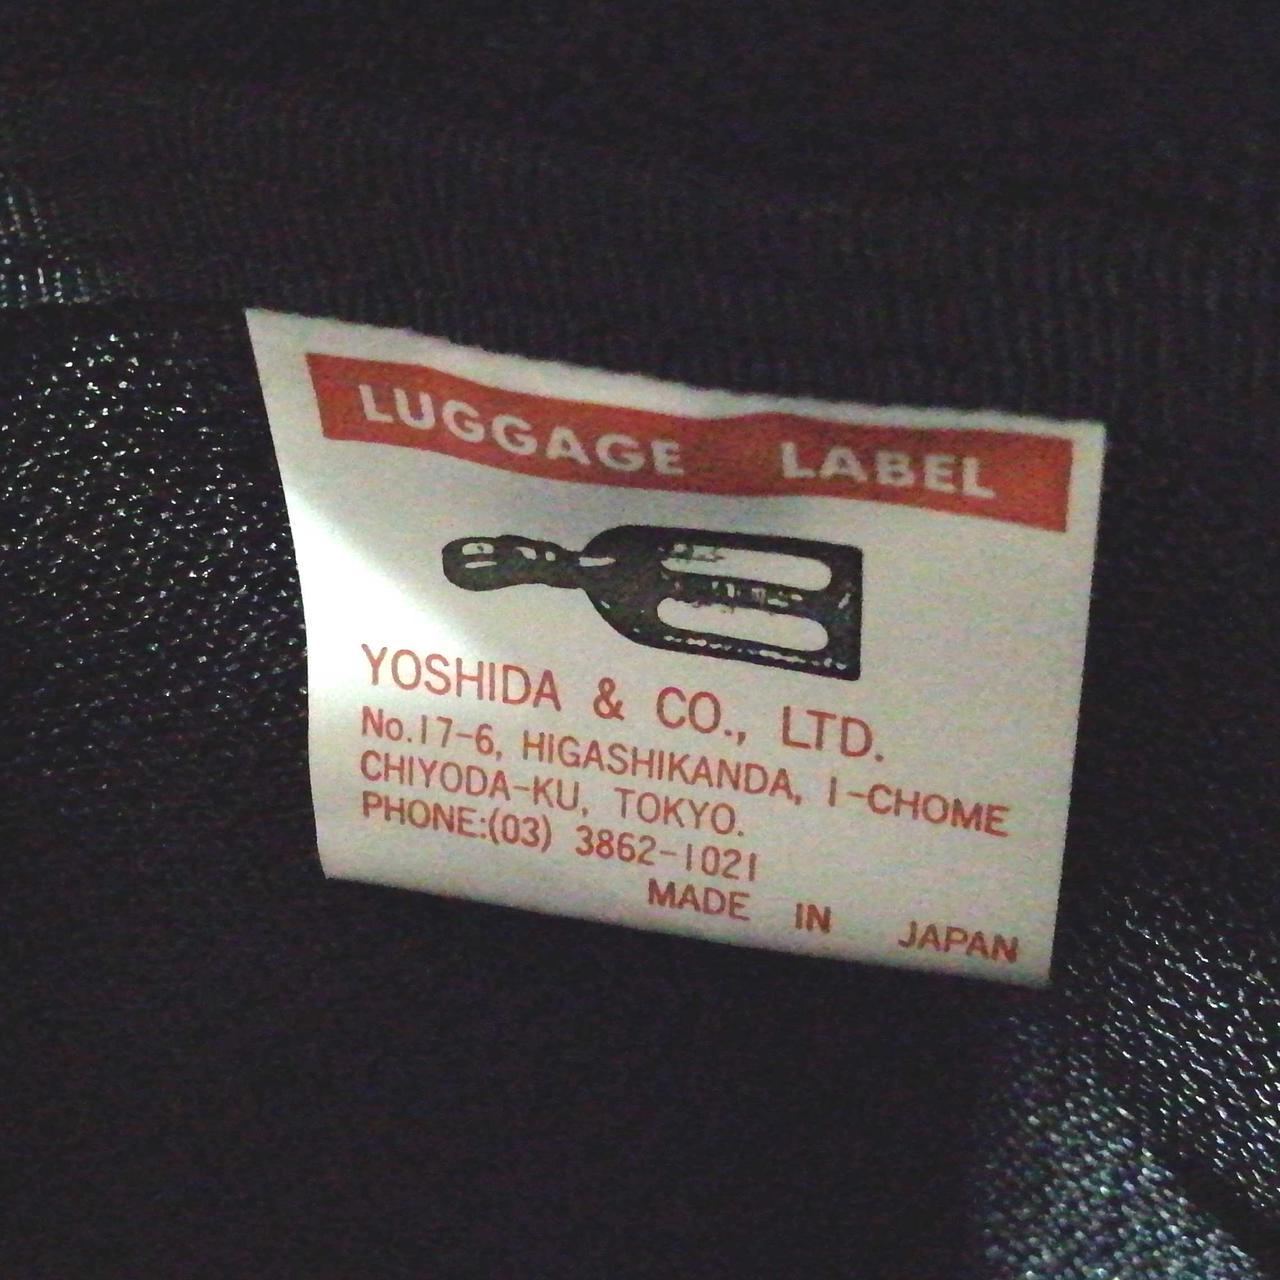 LUGGAGE LABEL
YOSHIDA & CO., LTD.
No.17-6, HIGASHIKANDA, 1-CHOME
CHIYODA-KU, TOKYO.
PHONE:(03) 3862-1021
MADE IN JAPAN